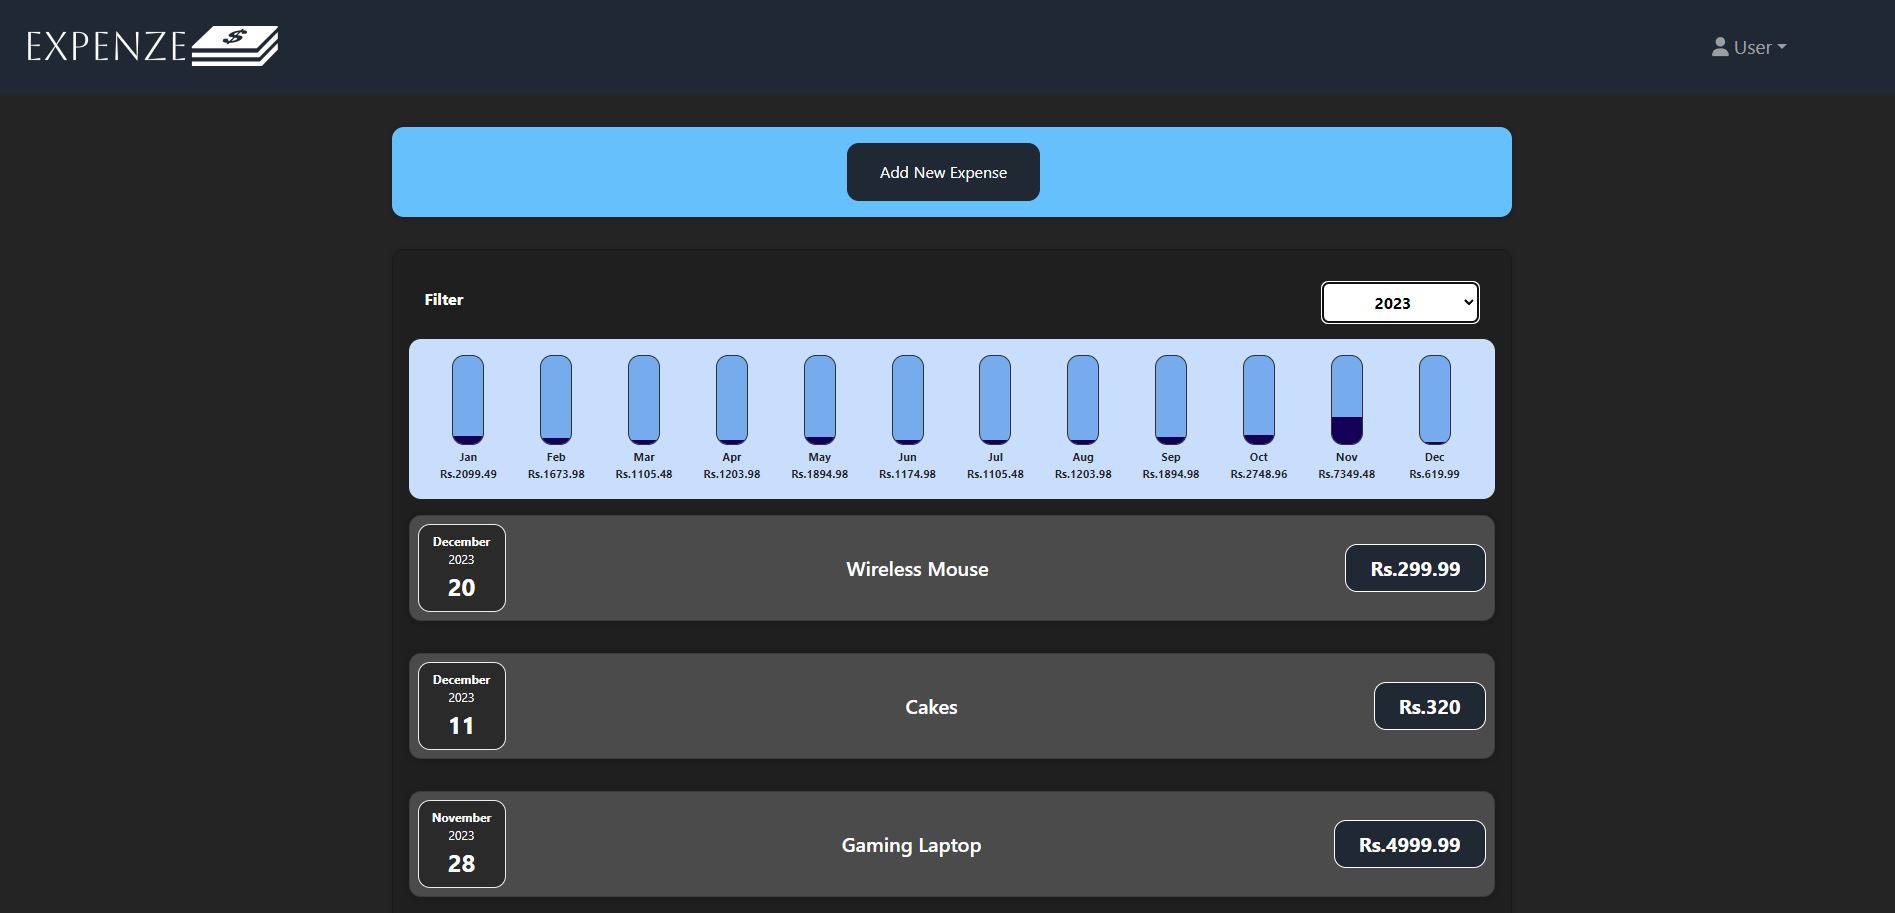 EXPENZE $
User
Add New Expense
Filter
2023
Jan Feb Mar Apr May Jun Jul Aug Sep Oct Nov Dec
Rs.2099.49 Rs.1673.98 Rs.1105.48 Rs.1203.98 Rs.1894.98 Rs.1174.98 Rs.1105.48 Rs.1203.98 Rs.1894.98 Rs.2748.96 Rs.7349.48 Rs.619.99
December
2023
20
Wireless Mouse
Rs.299.99
December
2023
11
Cakes
Rs.320
November
2023
28
Gaming Laptop
Rs.4999.99